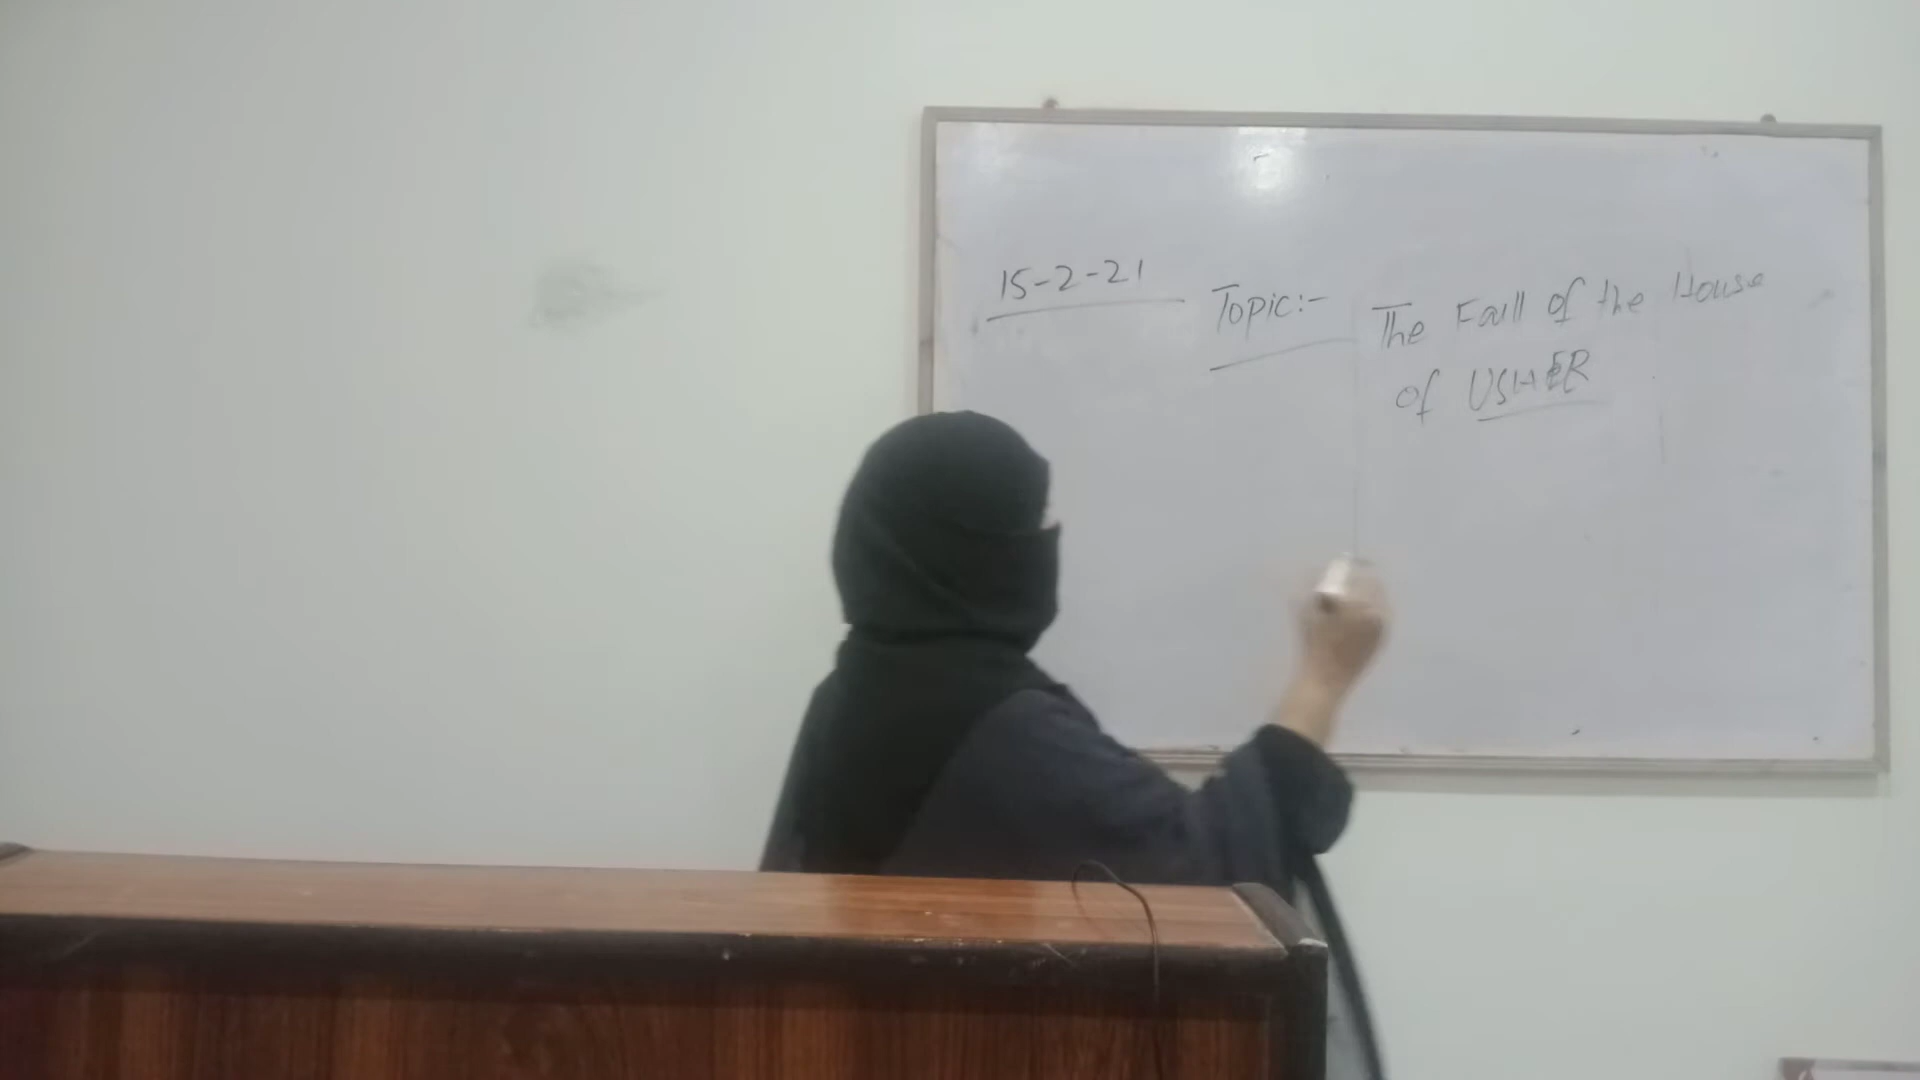 15-2-21
Topic:- The Fall of the House
of USHER